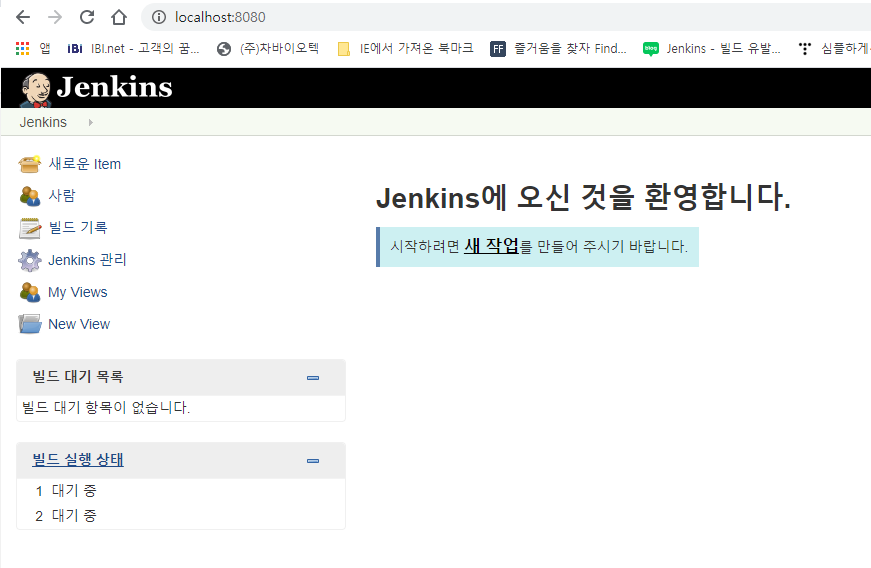 localhost:8080
앱 IBI IBI.net - 고객의 꿈... (주)차바이오텍 IE에서 가져온 북마크 FF 즐거움을 찾자 Find... blog Jenkins - 빌드 유발... 심플하게
Jenkins
Jenkins
새로운 Item
사람
빌드 기록
Jenkins 관리
My Views
New View
Jenkins에 오신 것을 환영합니다.
시작하려면 새 작업를 만들어 주시기 바랍니다.
빌드 대기 목록
빌드 대기 항목이 없습니다.
빌드 실행 상태
1 대기 중
2 대기 중